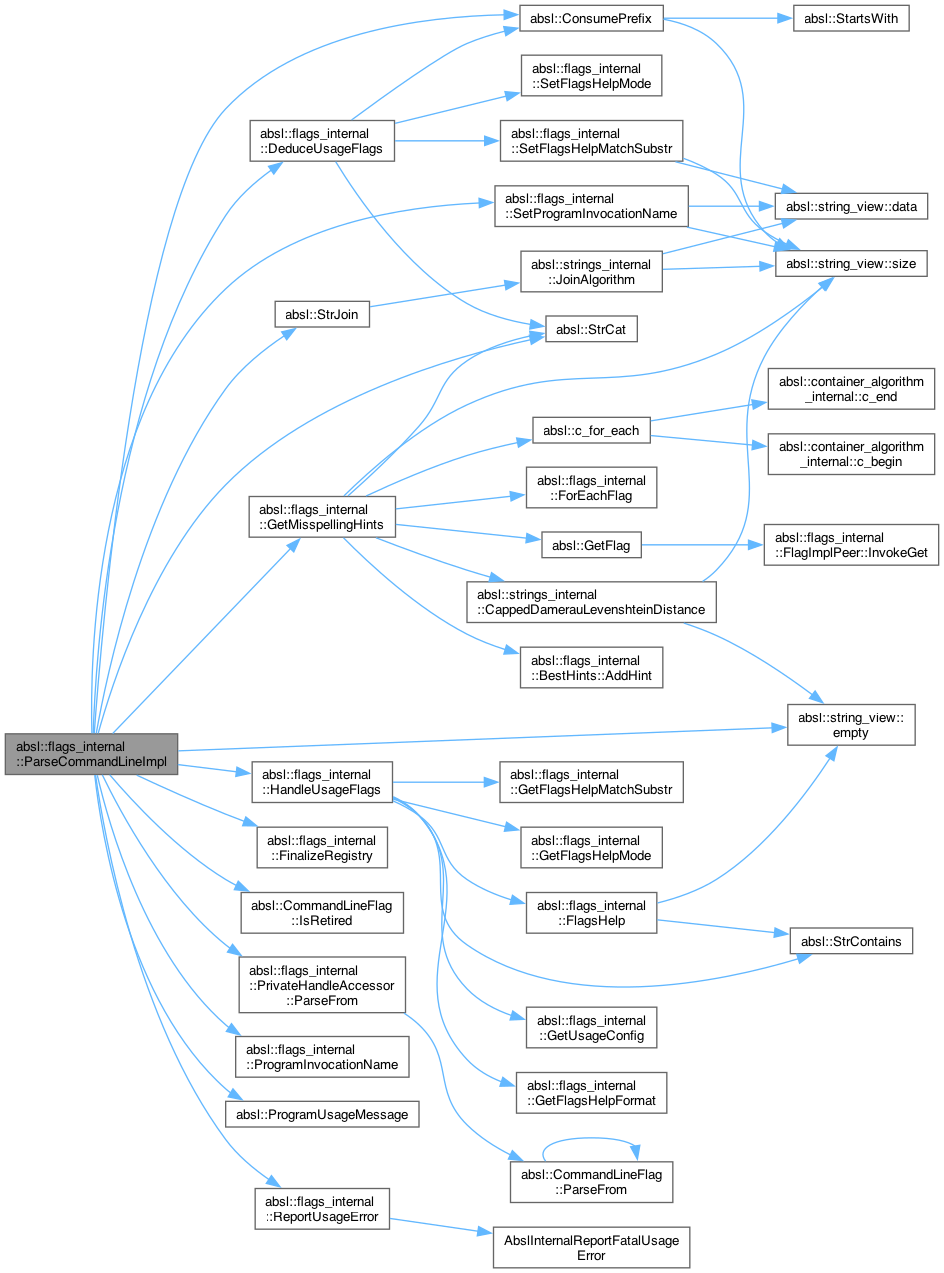 absl::ConsumePrefix
absl::StartsWith
absl::flags_internal
::SetFlagsHelpMode
absl::flags_internal
::DeduceUsageFlags
absl::flags_internal
::SetFlagsHelpMatchSubstr
absl::flags_internal
::SetProgramInvocationName
absl::string_view::data
absl::strings_internal
::JoinAlgorithm
absl::string_view::size
absl::StrJoin
absl::StrCat
absl::container_algorithm
_internal::c_end
absl::c_for_each
absl::container_algorithm
_internal::c_begin
absl::flags_internal
::ForEachFlag
absl::flags_internal
::GetMisspellingHints
absl::GetFlag
absl::flags_internal
::FlagImplPeer::InvokeGet
absl::strings_internal
::CappedDamerauLevenshteinDistance
absl::flags_internal
::BestHints::AddHint
absl::string_view::
empty
absl::flags_internal
::ParseCommandLineImpl
absl::flags_internal
::HandleUsageFlags
absl::flags_internal
::GetFlagsHelpMatchSubstr
absl::flags_internal
::FinalizeRegistry
absl::flags_internal
::GetFlagsHelpMode
absl::CommandLineFlag
::IsRetired
absl::flags_internal
::FlagsHelp
absl::StrContains
absl::flags_internal
::PrivateHandleAccessor
::ParseFrom
absl::flags_internal
::GetUsageConfig
absl::flags_internal
::ProgramInvocationName
absl::flags_internal
::GetFlagsHelpFormat
absl::ProgramUsageMessage
absl::CommandLineFlag
::ParseFrom
absl::flags_internal
::ReportUsageError
AbslInternalReportFatalUsage
Error